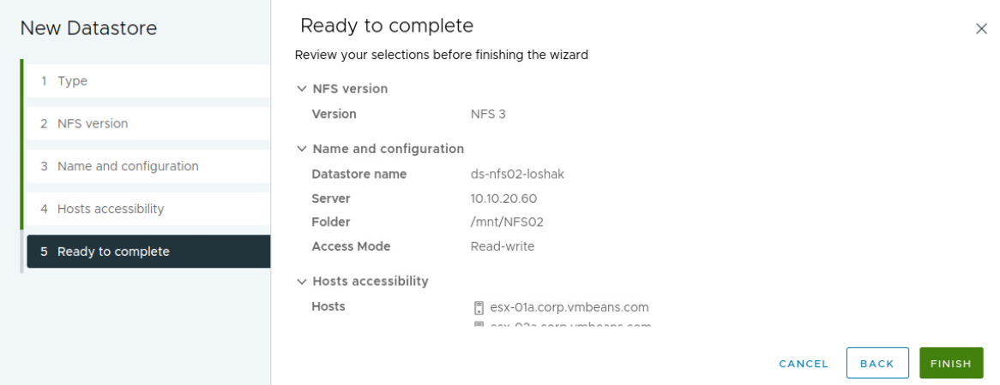 New Datastore
1 Type
2 NFS version
3 Name and configuration
4 Hosts accessibility
5 Ready to complete
Ready to complete
Review your selections before finishing the wizard
NFS version
Version NFS 3
Name and configuration
Datastore name ds-nfs02-loshak
Server 10.10.20.60
Folder /mnt/NFS02
Access Mode Read-write
Hosts accessibility
Hosts esx-01a.corp.vmbeans.com
CANCEL BACK FINISH